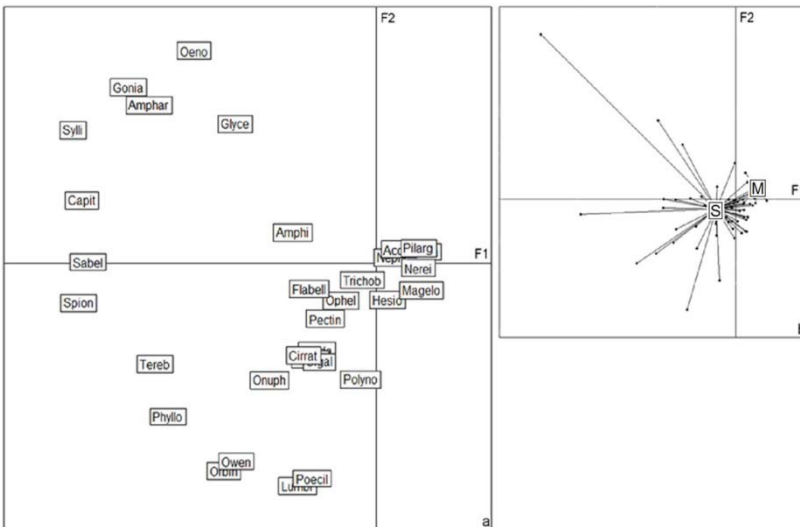 F2
Oeno
Gonia
Amphar
Glyce
Sylli
Capit
Amphi
Pilarg
F1
Sabel
Nerei
Trichob
Flabell
Magelo
Spion
Ophel
Hesio
Pectin
Cirrat
Tereb
Onuph
Polyno
Phyllo
Owen
Orbin
Poecil
a
F2
M
F
S